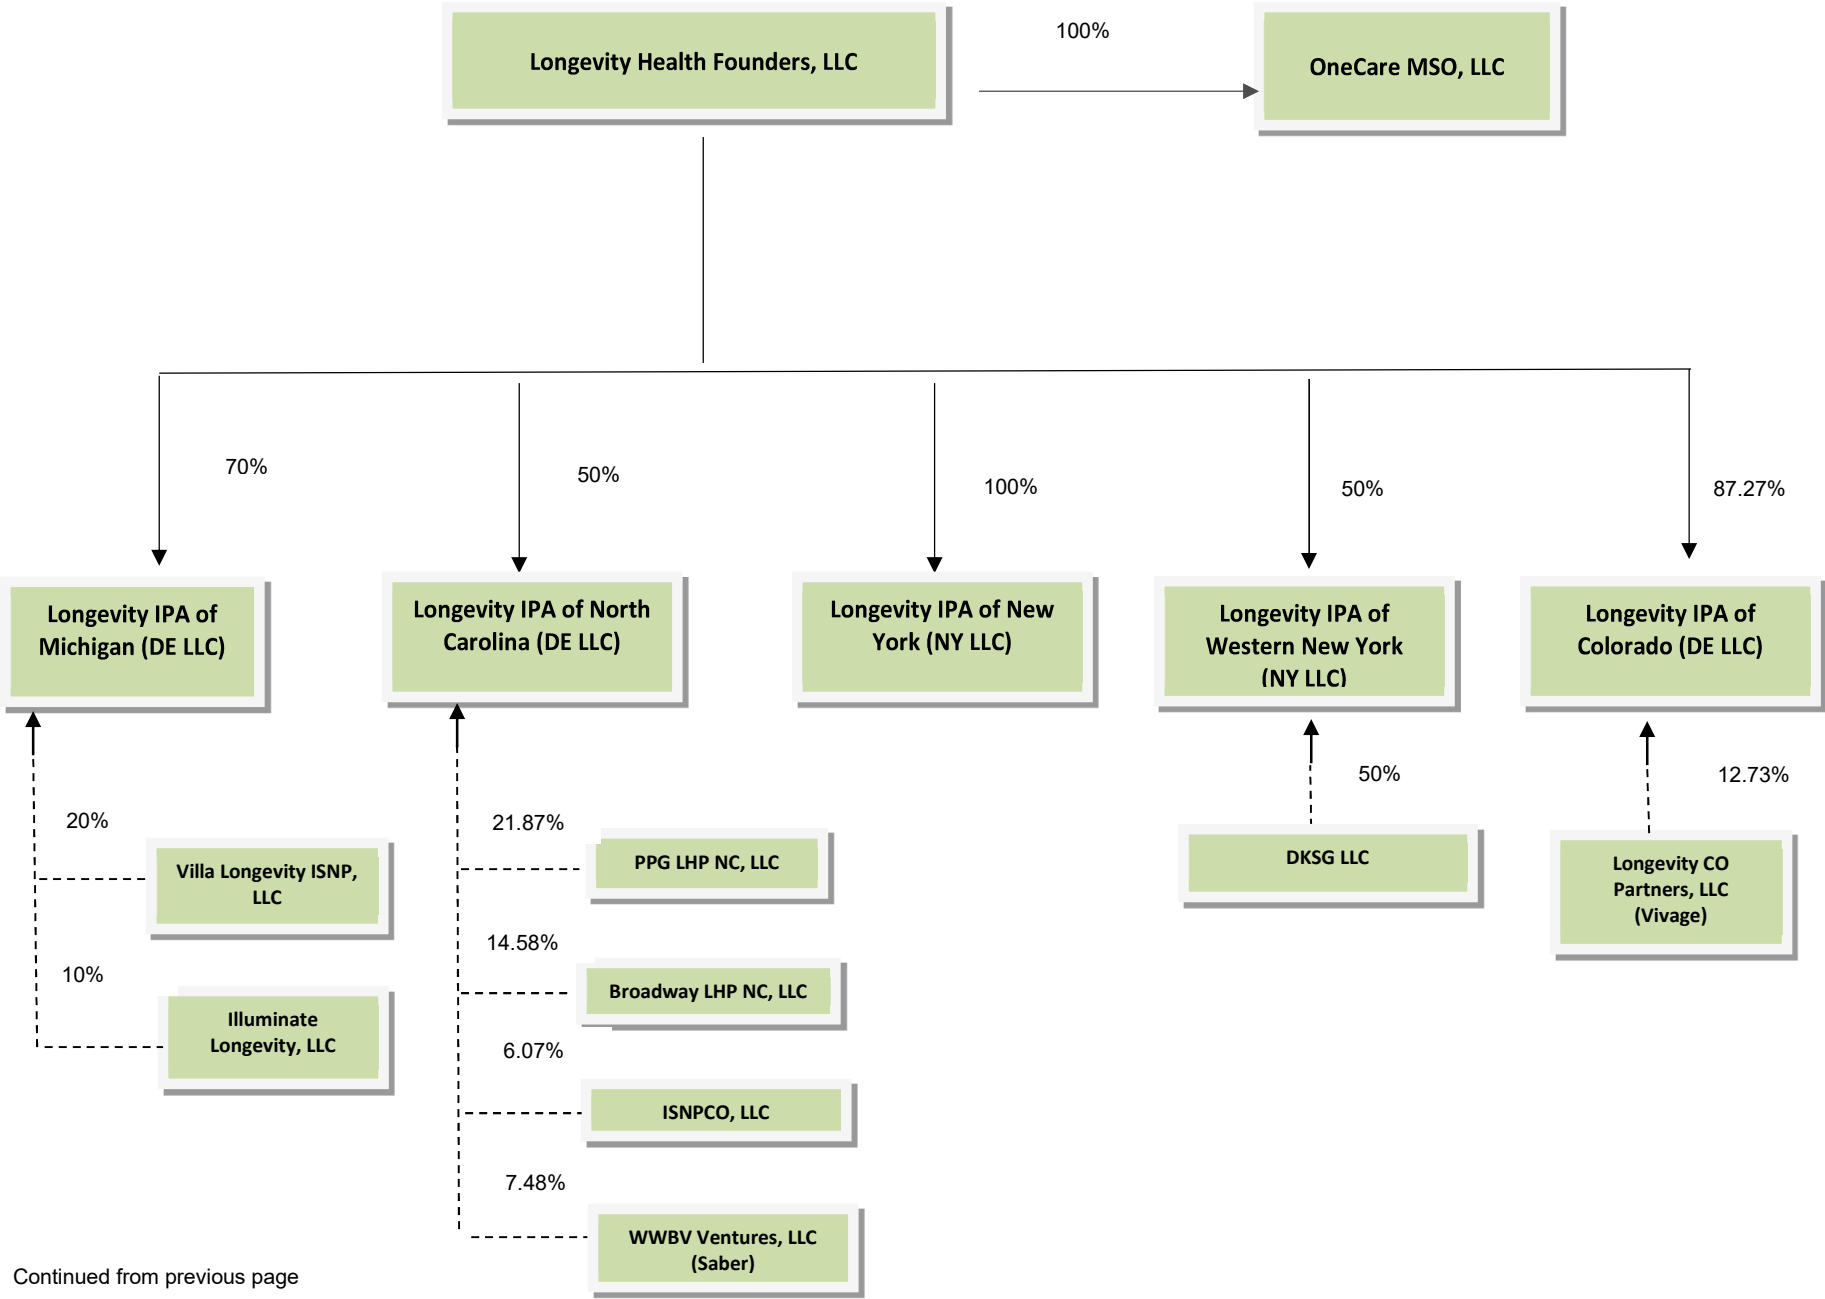 Longevity Health Founders, LLC
100%
OneCare MSO, LLC
70%
50%
100%
50%
87.27%
Longevity IPA of
Michigan (DE LLC)
Longevity IPA of North
Carolina (DE LLC)
Longevity IPA of New
York (NY LLC)
Longevity IPA of
Western New York
(NY LLC)
Longevity IPA of
Colorado (DE LLC)
20%
Villa Longevity ISNP,
LLC
10%
Illuminate
Longevity, LLC
21.87%
PPG LHP NC, LLC
14.58%
Broadway LHP NC, LLC
6.07%
ISNPCO, LLC
7.48%
WWBV Ventures, LLC
(Saber)
50%
DKSG LLC
12.73%
Longevity CO
Partners, LLC
(Vivage)
Continued from previous page